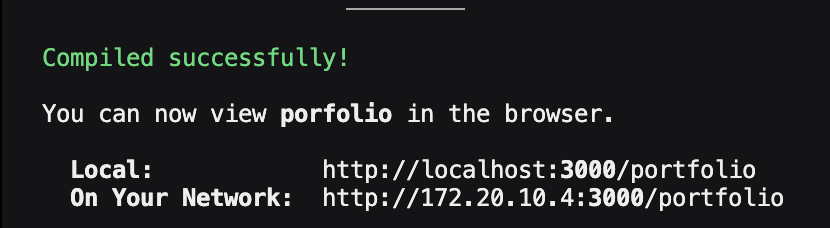 Compiled successfully!
You can now view porfolio in the browser.
Local: http://localhost:3000/portfolio
On Your Network: http://172.20.10.4:3000/portfolio